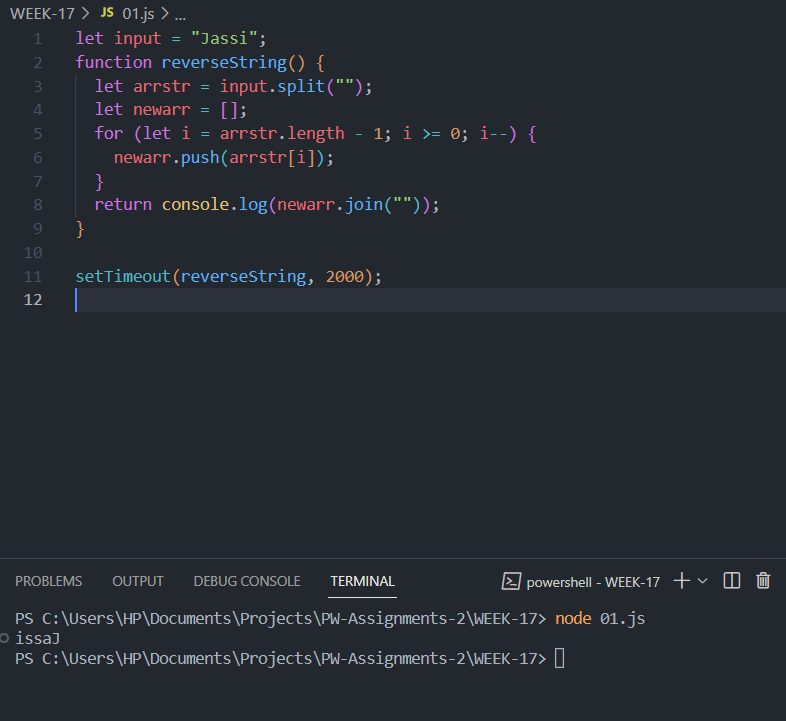 WEEK-17 > JS 01.js > ...
1 let input = "Jassi";
2 function reverseString() {
3 let arrstr = input.split("");
4 let newarr = [];
5 for (let i = arrstr.length - 1; i >= 0; i--) {
6 newarr.push(arrstr[i]);
7 }
8 return console.log(newarr.join(""));
9 }
10
11 setTimeout(reverseString, 2000);
12
PROBLEMS OUTPUT DEBUG CONSOLE TERMINAL powershell - WEEK-17
PS C:\Users\HP\Documents\Projects\PW-Assignments-2\WEEK-17> node 01.js
issaJ
PS C:\Users\HP\Documents\Projects\PW-Assignments-2\WEEK-17>